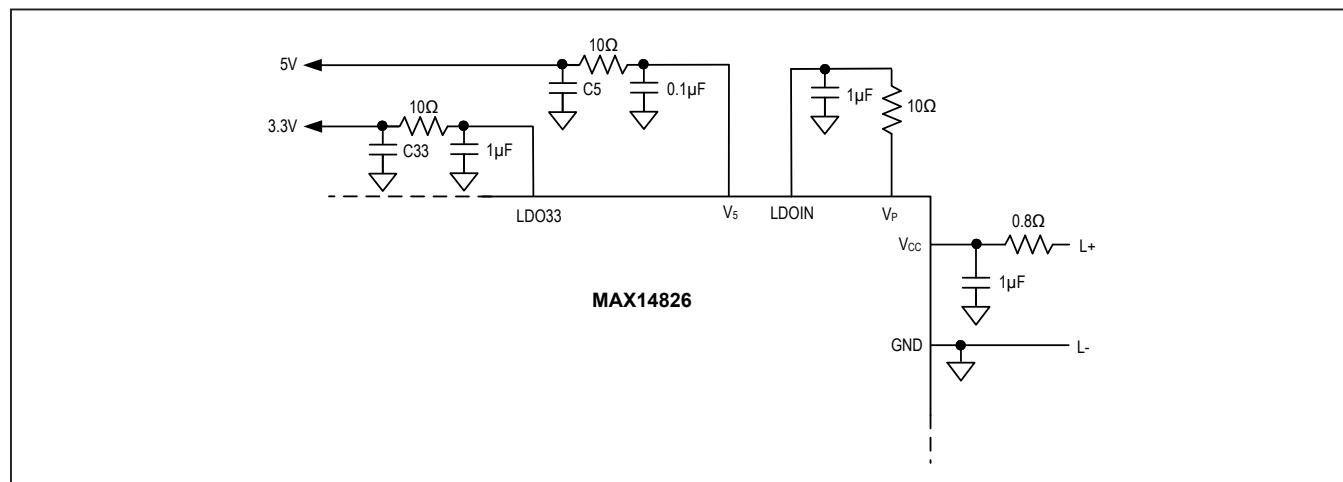 10Ω
5V
C5
0.1µF
1µF
10Ω
10Ω
3.3V
C33
1µF
LDO33
V₅
LDOIN
Vₚ
V_CC
0.8Ω
L+
1µF
MAX14826
GND
L-